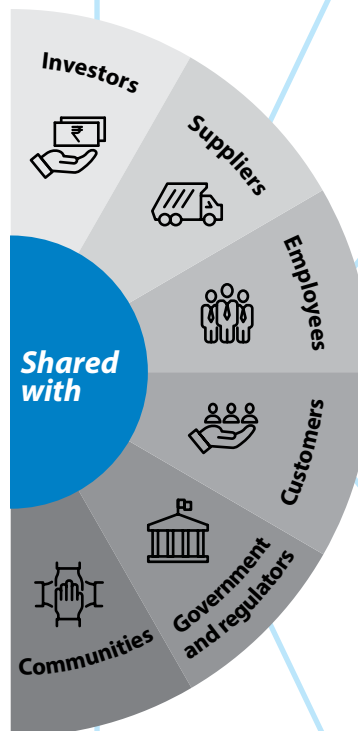 Investors
₹
Suppliers
Employees
Shared
with
Customers
Government
and regulators
Communities